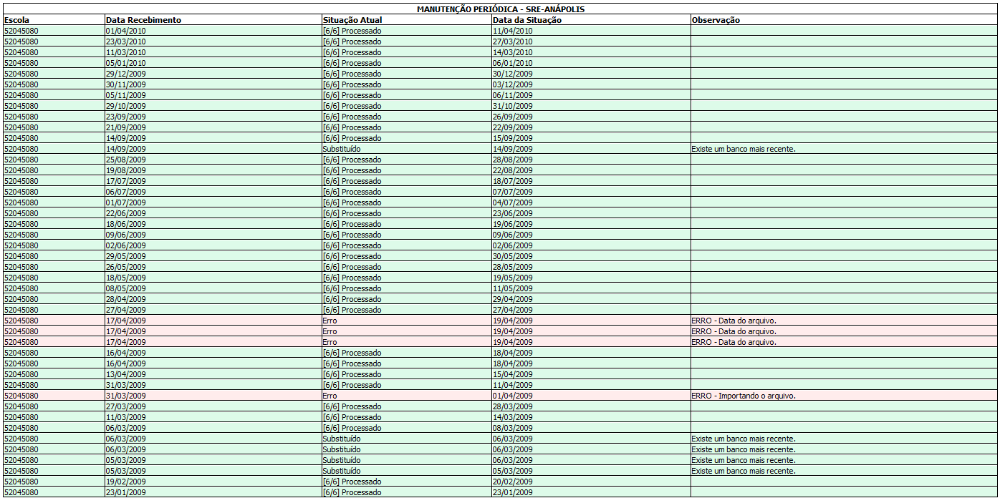 MANUTENÇÃO PERIÓDICA - SRE-ANÁPOLIS
Escola Data Recebimento Situação Atual Data da Situação Observação
52045080 01/04/2010 [6/6] Processado 11/04/2010
52045080 23/03/2010 [6/6] Processado 27/03/2010
52045080 11/03/2010 [6/6] Processado 14/03/2010
52045080 05/01/2010 [6/6] Processado 06/01/2010
52045080 29/12/2009 [6/6] Processado 30/12/2009
52045080 30/11/2009 [6/6] Processado 03/12/2009
52045080 05/11/2009 [6/6] Processado 06/11/2009
52045080 29/10/2009 [6/6] Processado 31/10/2009
52045080 23/09/2009 [6/6] Processado 26/09/2009
52045080 21/09/2009 [6/6] Processado 22/09/2009
52045080 14/09/2009 [6/6] Processado 15/09/2009
52045080 14/09/2009 Substituído 14/09/2009 Existe um banco mais recente.
52045080 25/08/2009 [6/6] Processado 28/08/2009
52045080 19/08/2009 [6/6] Processado 22/08/2009
52045080 17/07/2009 [6/6] Processado 18/07/2009
52045080 06/07/2009 [6/6] Processado 07/07/2009
52045080 01/07/2009 [6/6] Processado 04/07/2009
52045080 22/06/2009 [6/6] Processado 23/06/2009
52045080 18/06/2009 [6/6] Processado 19/06/2009
52045080 09/06/2009 [6/6] Processado 09/06/2009
52045080 02/06/2009 [6/6] Processado 02/06/2009
52045080 29/05/2009 [6/6] Processado 30/05/2009
52045080 26/05/2009 [6/6] Processado 28/05/2009
52045080 18/05/2009 [6/6] Processado 19/05/2009
52045080 08/05/2009 [6/6] Processado 11/05/2009
52045080 28/04/2009 [6/6] Processado 29/04/2009
52045080 27/04/2009 [6/6] Processado 27/04/2009
52045080 17/04/2009 Erro 19/04/2009 ERRO - Data do arquivo.
52045080 17/04/2009 Erro 19/04/2009 ERRO - Data do arquivo.
52045080 17/04/2009 Erro 19/04/2009 ERRO - Data do arquivo.
52045080 16/04/2009 [6/6] Processado 18/04/2009
52045080 16/04/2009 [6/6] Processado 18/04/2009
52045080 13/04/2009 [6/6] Processado 15/04/2009
52045080 31/03/2009 [6/6] Processado 11/04/2009
52045080 31/03/2009 Erro 01/04/2009 ERRO - Importando o arquivo.
52045080 27/03/2009 [6/6] Processado 28/03/2009
52045080 11/03/2009 [6/6] Processado 14/03/2009
52045080 06/03/2009 [6/6] Processado 08/03/2009
52045080 06/03/2009 Substituído 06/03/2009 Existe um banco mais recente.
52045080 06/03/2009 Substituído 06/03/2009 Existe um banco mais recente.
52045080 05/03/2009 Substituído 06/03/2009 Existe um banco mais recente.
52045080 05/03/2009 Substituído 05/03/2009 Existe um banco mais recente.
52045080 19/02/2009 [6/6] Processado 20/02/2009
52045080 23/01/2009 [6/6] Processado 23/01/2009